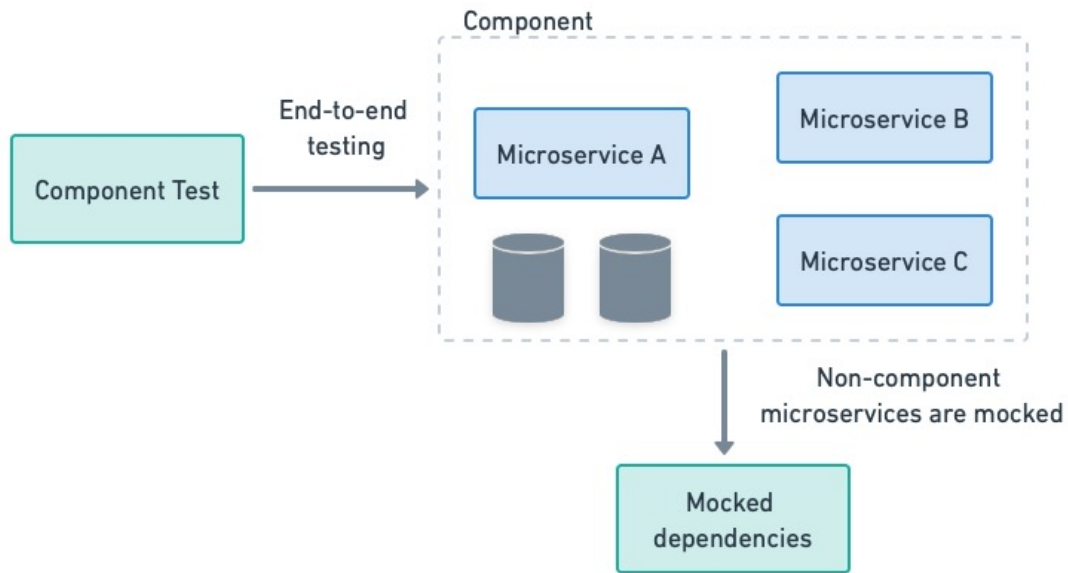 Component
End-to-end
testing
Component Test
Microservice A
Microservice B
Microservice C
Non-component
microservices are mocked
Mocked
dependencies